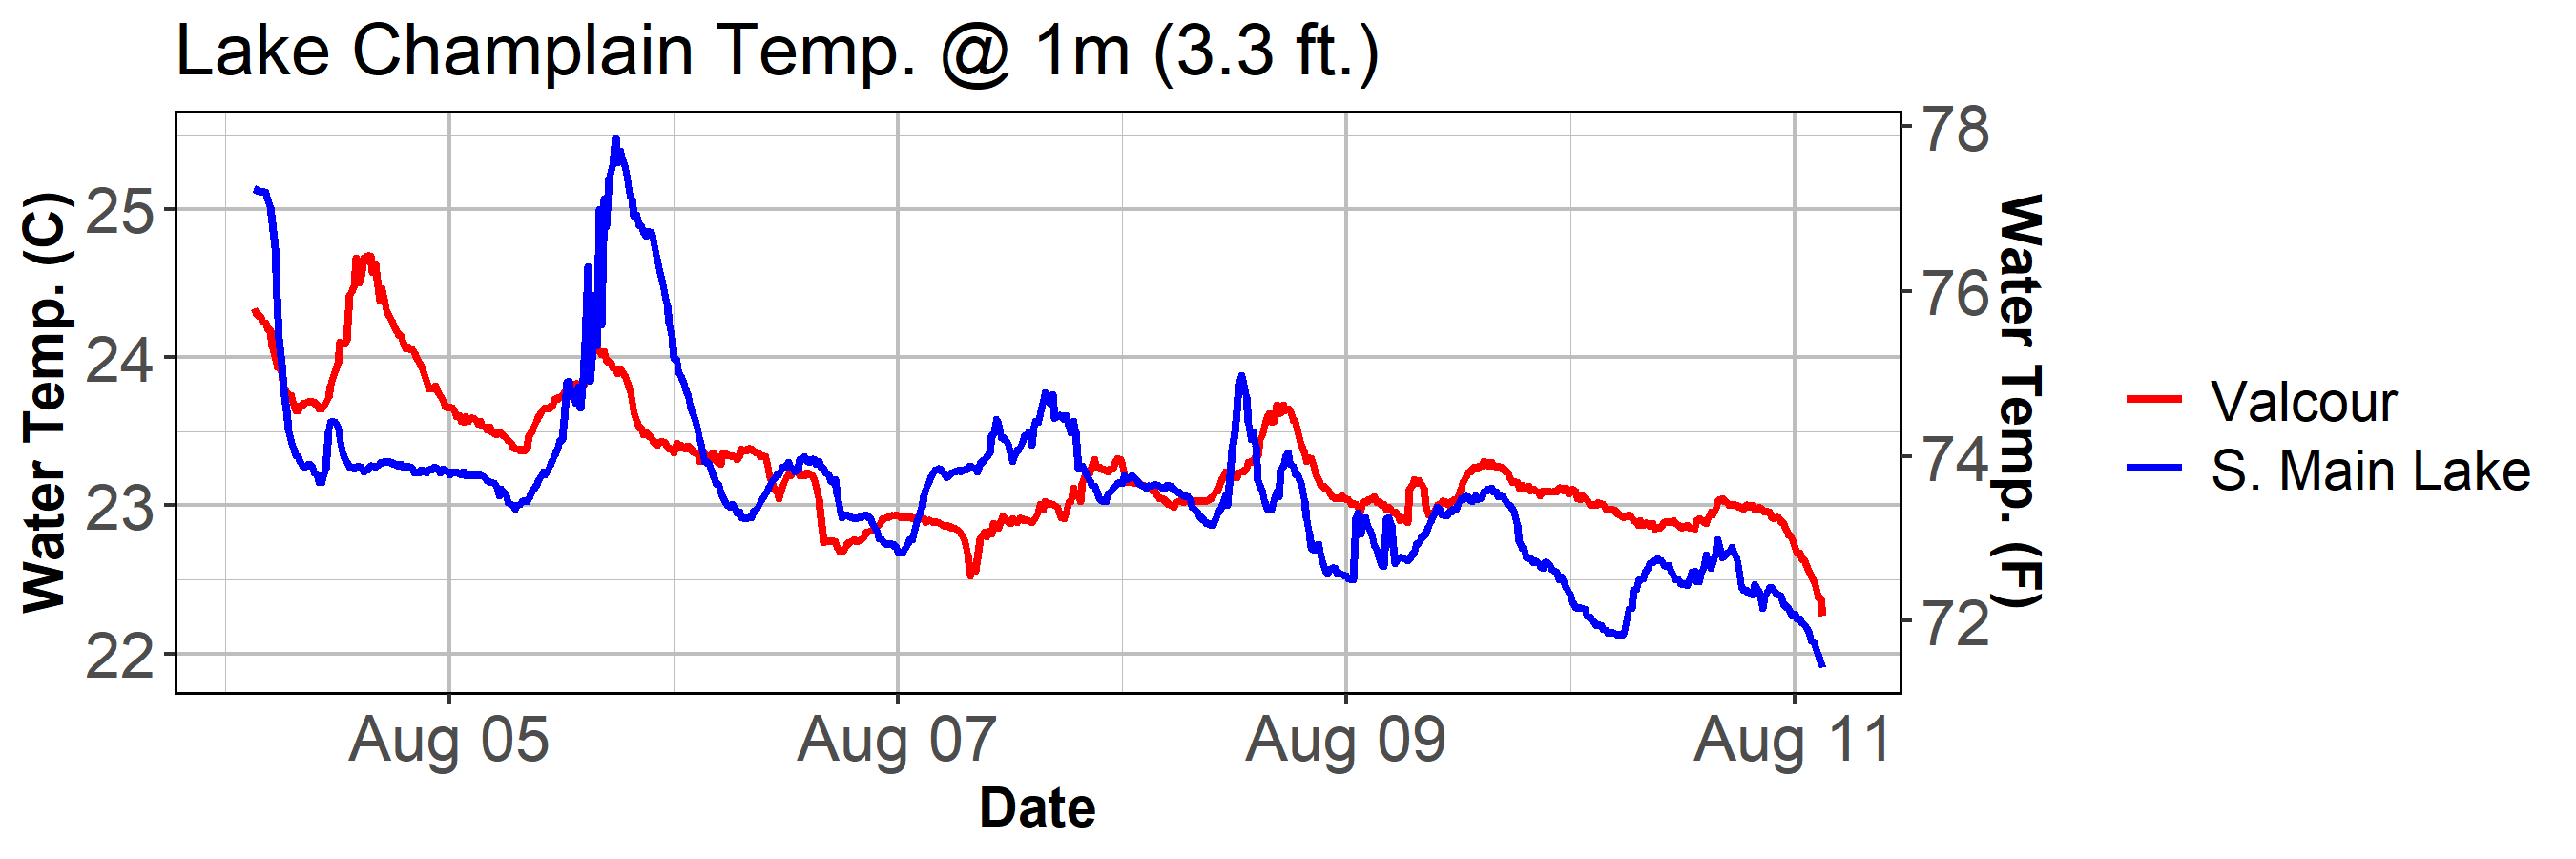 Lake Champlain Temp. @ 1m (3.3 ft.)
Water Temp. (C)
25
24
23
22
78
76
74
72
Water Temp. (F)
Aug 05
Aug 07
Aug 09
Aug 11
Date
Valcour
S. Main Lake